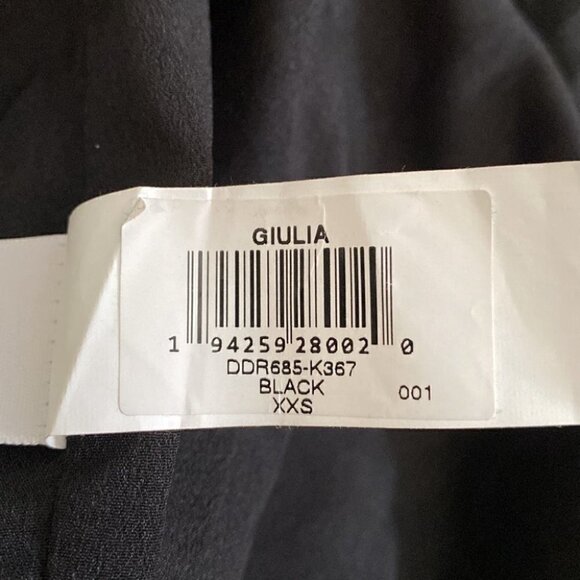 GIULIA
1 94259 28002 0
DDR685-K367
BLACK
XXS 001